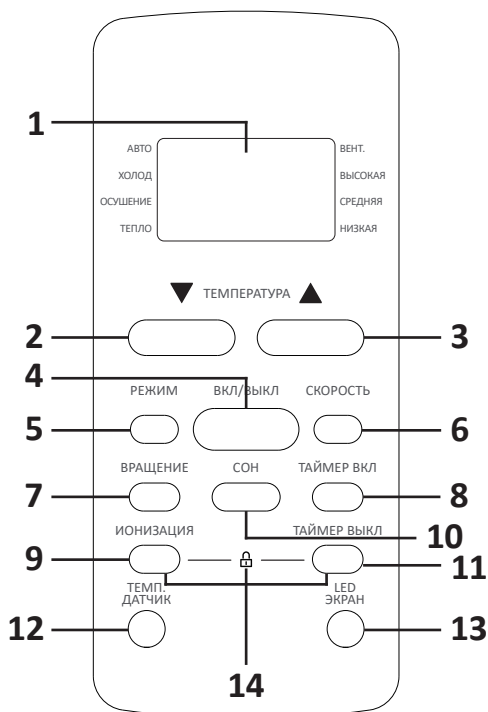 1
АВТО ВЕНТ.
ХОЛОД ВЫСОКАЯ
ОСУШЕНИЕ СРЕДНЯЯ
ТЕПЛО НИЗКАЯ
▼ ТЕМПЕРАТУРА ▲
2 3
4
РЕЖИМ ВКЛ/ВЫКЛ СКОРОСТЬ
5 6
ВРАЩЕНИЕ СОН ТАЙМЕР ВКЛ
7 8
ИОНИЗАЦИЯ ТАЙМЕР ВЫКЛ 10
9 11
ТЕМП. LED
ДАТЧИК ЭКРАН
12 13
14